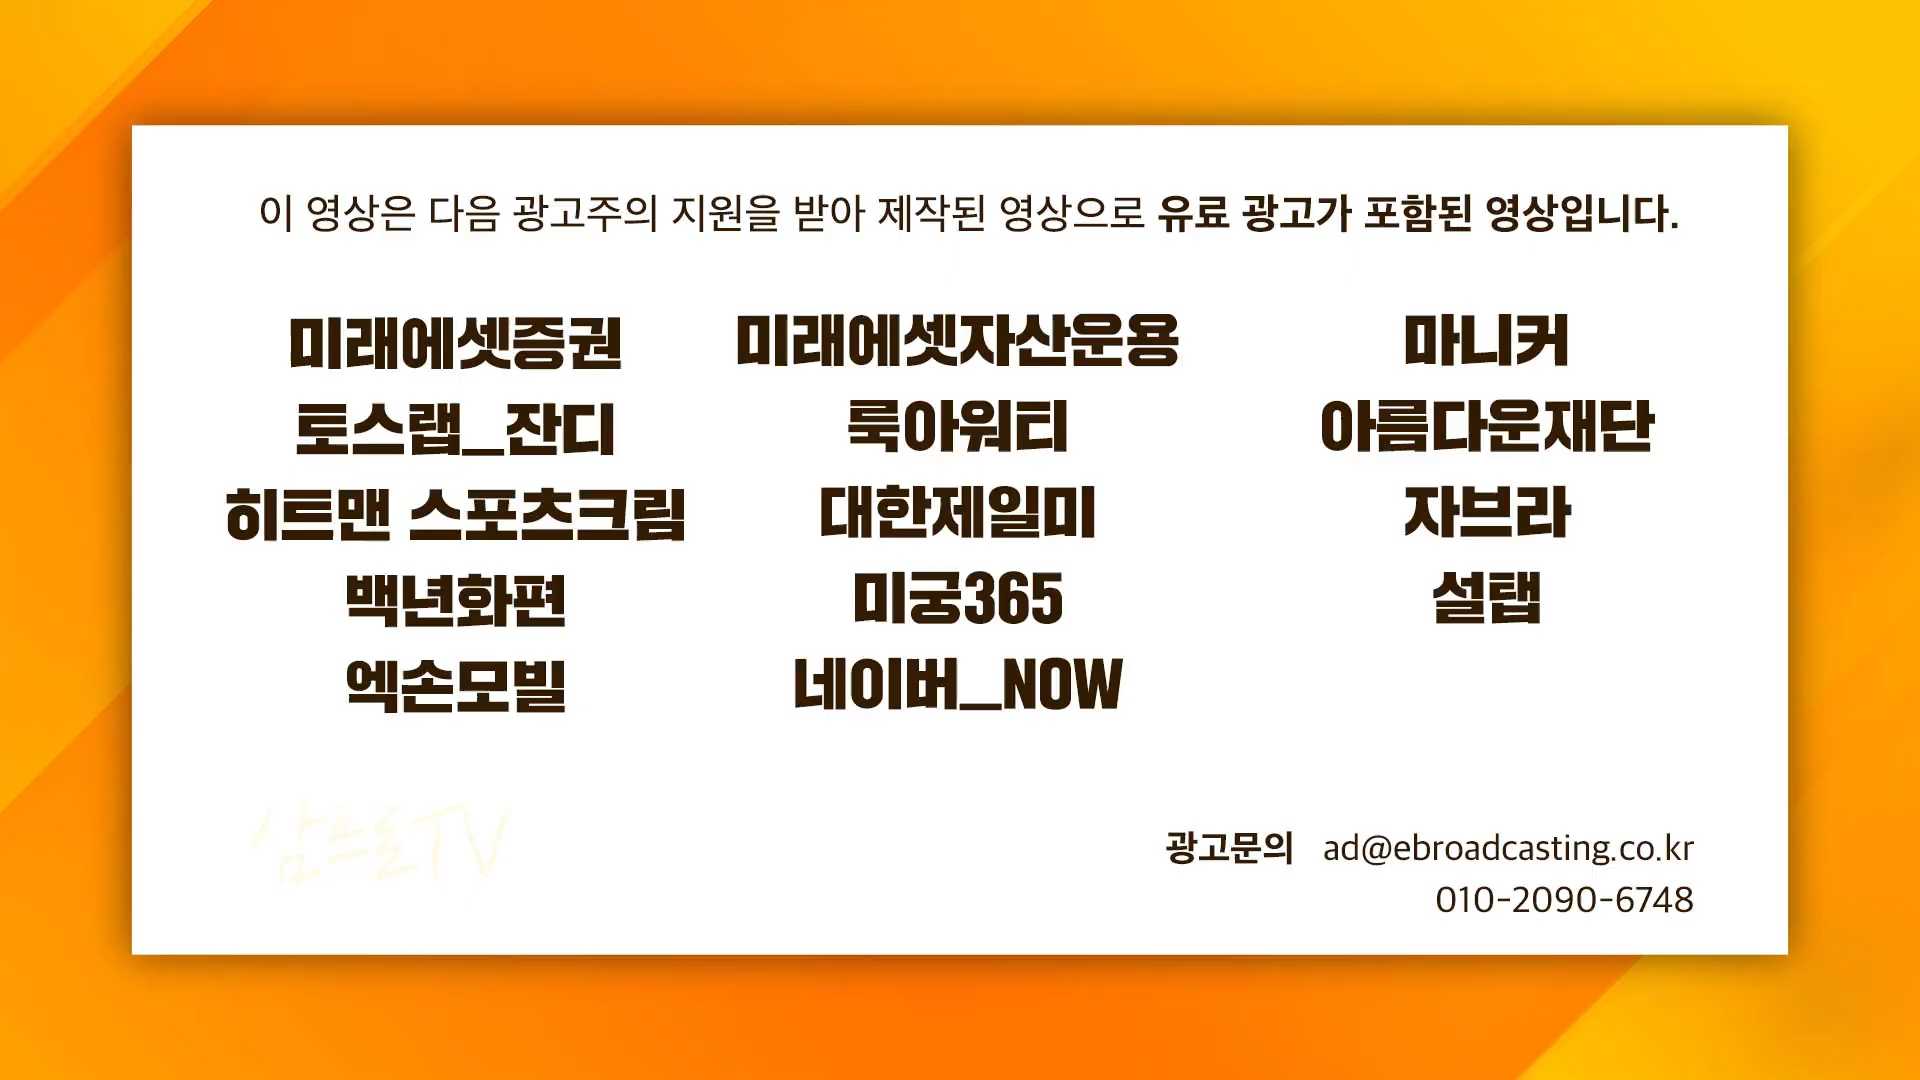 이 영상은 다음 광고주의 지원을 받아 제작된 영상으로 유료 광고가 포함된 영상입니다.
미래에셋증권 미래에셋자산운용 마니커
토스랩_잔디 룩아워티 아름다운재단
히트맨 스포츠크림 대한제일미 자브라
백년화편 미궁365 설탭
엑손모빌 네이버_NOW
삼프로TV
광고문의 ad@ebroadcasting.co.kr
010-2090-6748